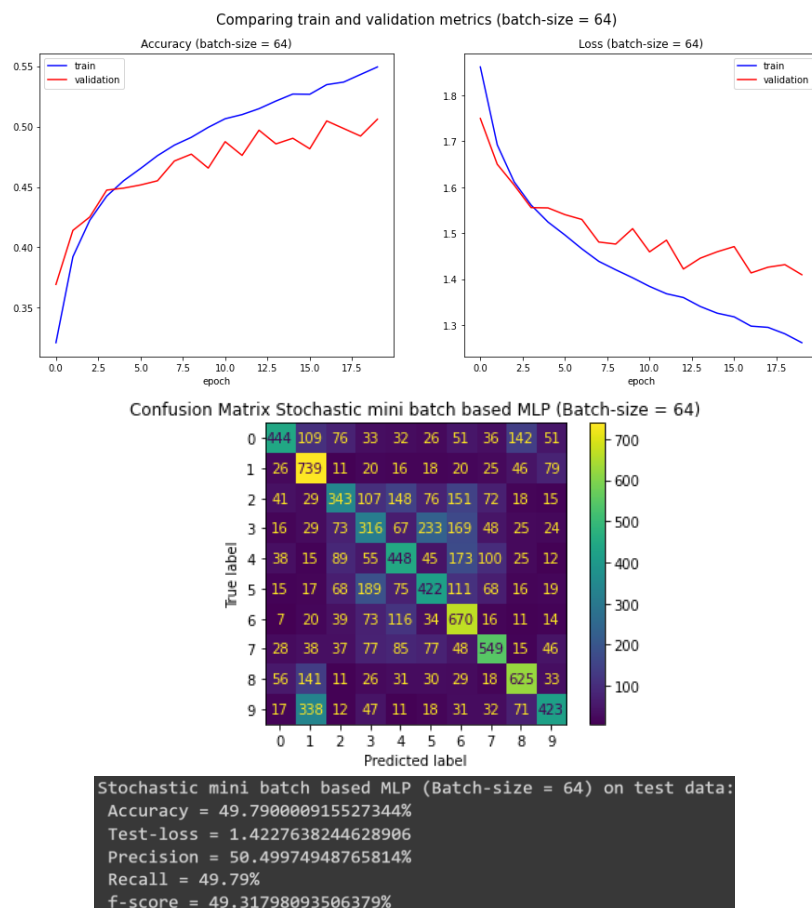 Comparing train and validation metrics (batch-size = 64)
Accuracy (batch-size = 64)
0.55
0.50
0.45
0.40
0.35
train
validation
0.0 2.5 5.0 7.5 10.0 12.5 15.0 17.5
epoch
Loss (batch-size = 64)
1.8
1.7
1.6
1.5
1.4
1.3
train
validation
0.0 2.5 5.0 7.5 10.0 12.5 15.0 17.5
epoch
Confusion Matrix Stochastic mini batch based MLP (Batch-size = 64)
True label
0 444 109 76 33 32 26 51 36 142 51
1 26 739 11 20 16 18 20 25 46 79
2 41 29 343 107 148 76 151 72 18 15
3 16 29 73 316 67 233 169 48 25 24
4 38 15 89 55 448 45 173 100 25 12
5 15 17 68 189 75 422 111 68 16 19
6 7 20 39 73 116 34 670 16 11 14
7 28 38 37 77 85 77 48 549 15 46
8 56 141 11 26 31 30 29 18 625 33
9 17 338 12 47 11 18 31 32 71 423
0 1 2 3 4 5 6 7 8 9
Predicted label
700
600
500
400
300
200
100
Stochastic mini batch based MLP (Batch-size = 64) on test data:
Accuracy = 49.790000915527344%
Test-loss = 1.4227638244628906
Precision = 50.49974948765814%
Recall = 49.79%
f-score = 49.31798093506379%